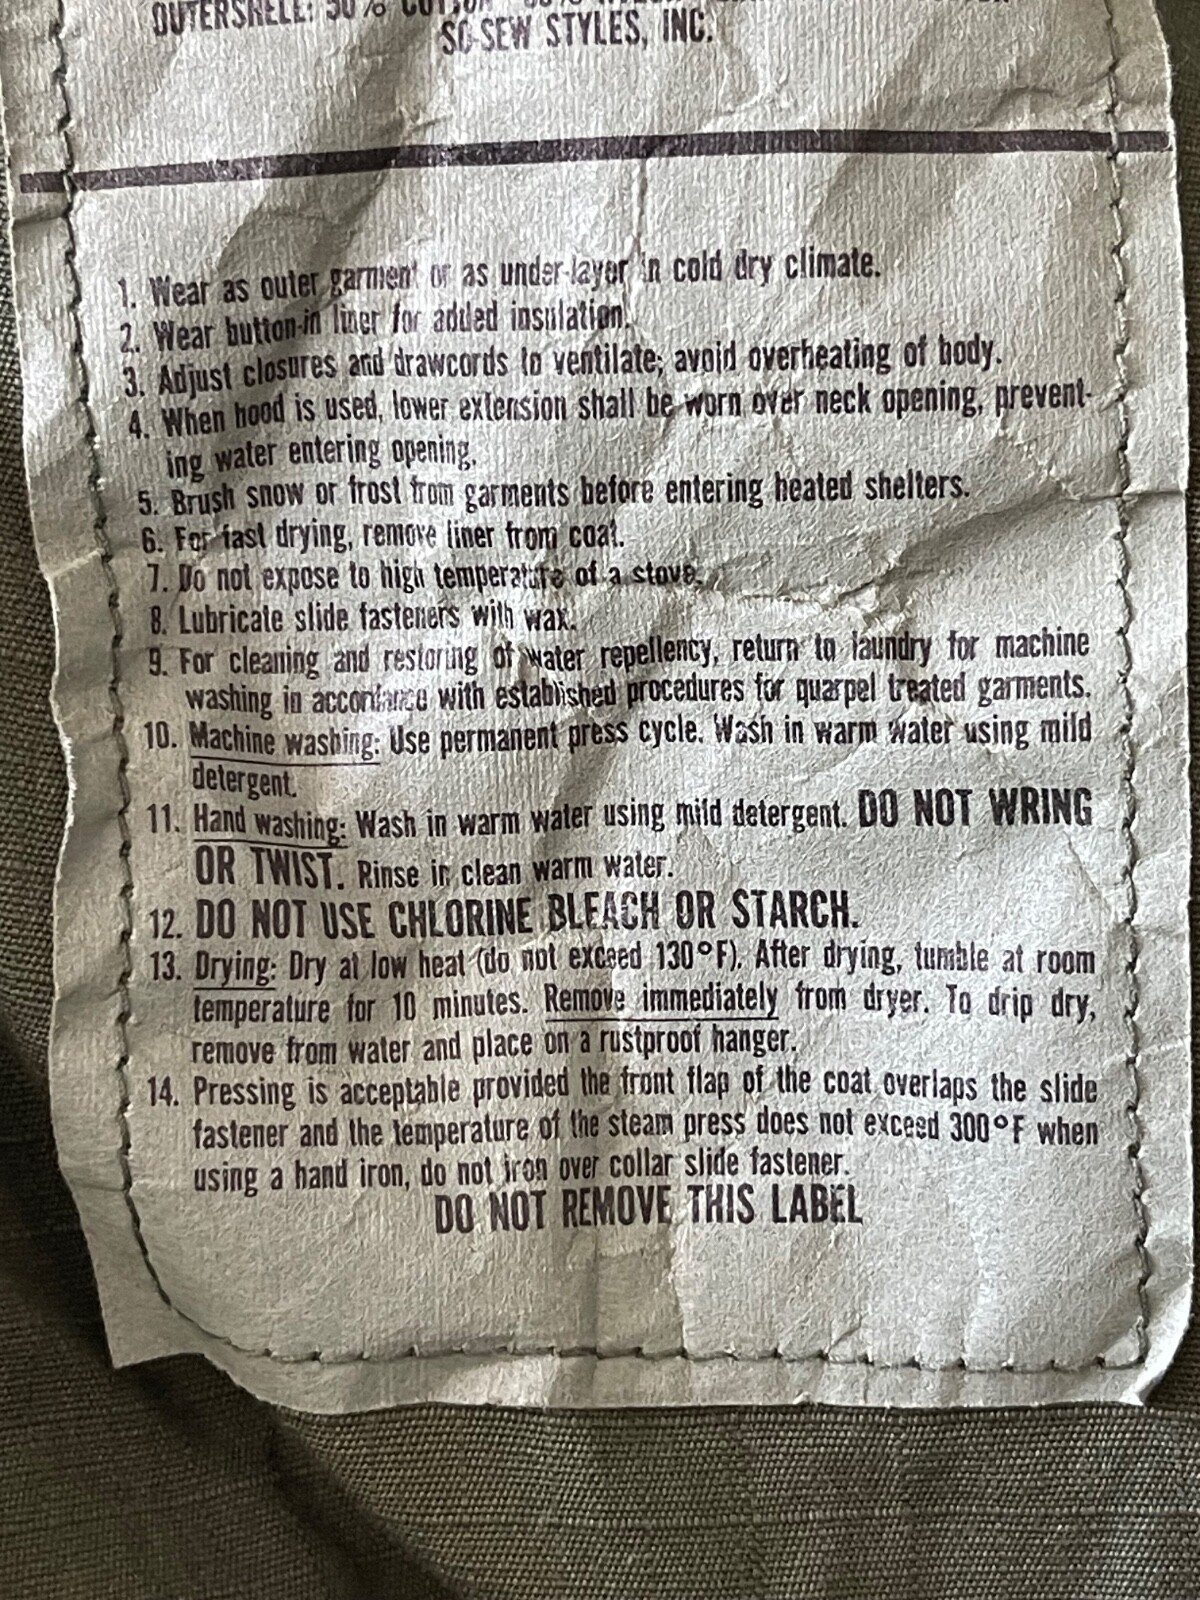 OUTERSHELL: 50% COTTON 50%
SO-SEW STYLES, INC.
1. Wear as outer garment or as under-layer in cold dry climate.
2. Wear button-in liner for added insulation.
3. Adjust closures and drawcords to ventilate; avoid overheating of body.
4. When hood is used, lower extension shall be worn over neck opening, prevent-
ing water entering opening.
5. Brush snow or frost from garments before entering heated shelters.
6. For fast drying, remove liner from coat.
7. Do not expose to high temperature of a stove.
8. Lubricate slide fasteners with wax.
9. For cleaning and restoring of water repellency, return to laundry for machine
washing in accordance with established procedures for quarpel treated garments.
10. Machine washing: Use permanent press cycle. Wash in warm water using mild
detergent.
11. Hand washing: Wash in warm water using mild detergent. DO NOT WRING
OR TWIST. Rinse in clean warm water.
12. DO NOT USE CHLORINE BLEACH OR STARCH.
13. Drying: Dry at low heat (do not exceed 130°F). After drying, tumble at room
temperature for 10 minutes. Remove immediately from dryer. To drip dry,
remove from water and place on a rustproof hanger.
14. Pressing is acceptable provided the front flap of the coat overlaps the slide
fastener and the temperature of the steam press does not exceed 300°F when
using a hand iron, do not iron over collar slide fastener.
DO NOT REMOVE THIS LABEL